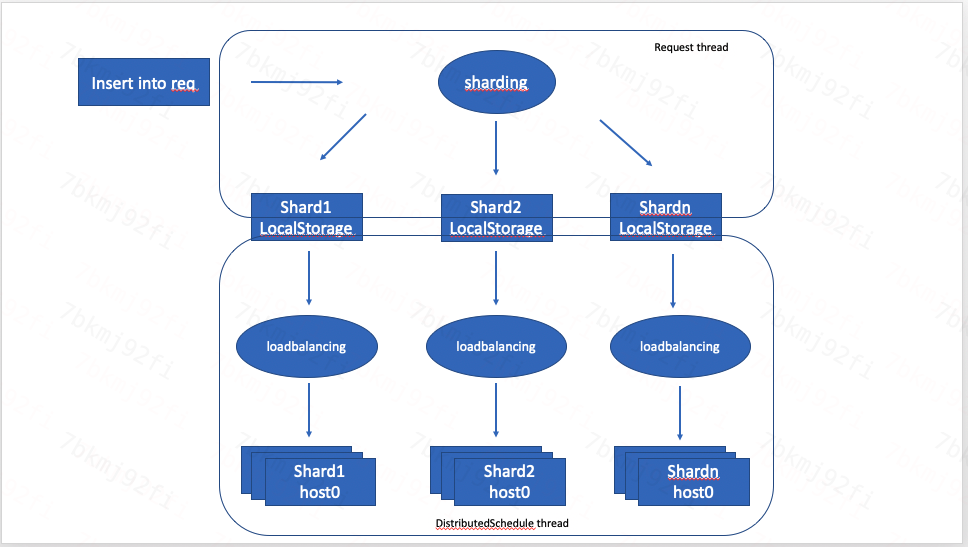 Request thread
Insert into req
sharding
Shard1
LocalStorage
Shard2
LocalStorage
Shardn
LocalStorage
loadbalancing
loadbalancing
loadbalancing
Shard1
host0
Shard2
host0
Shardn
host0
DistributedSchedule thread
7bkmj92fi